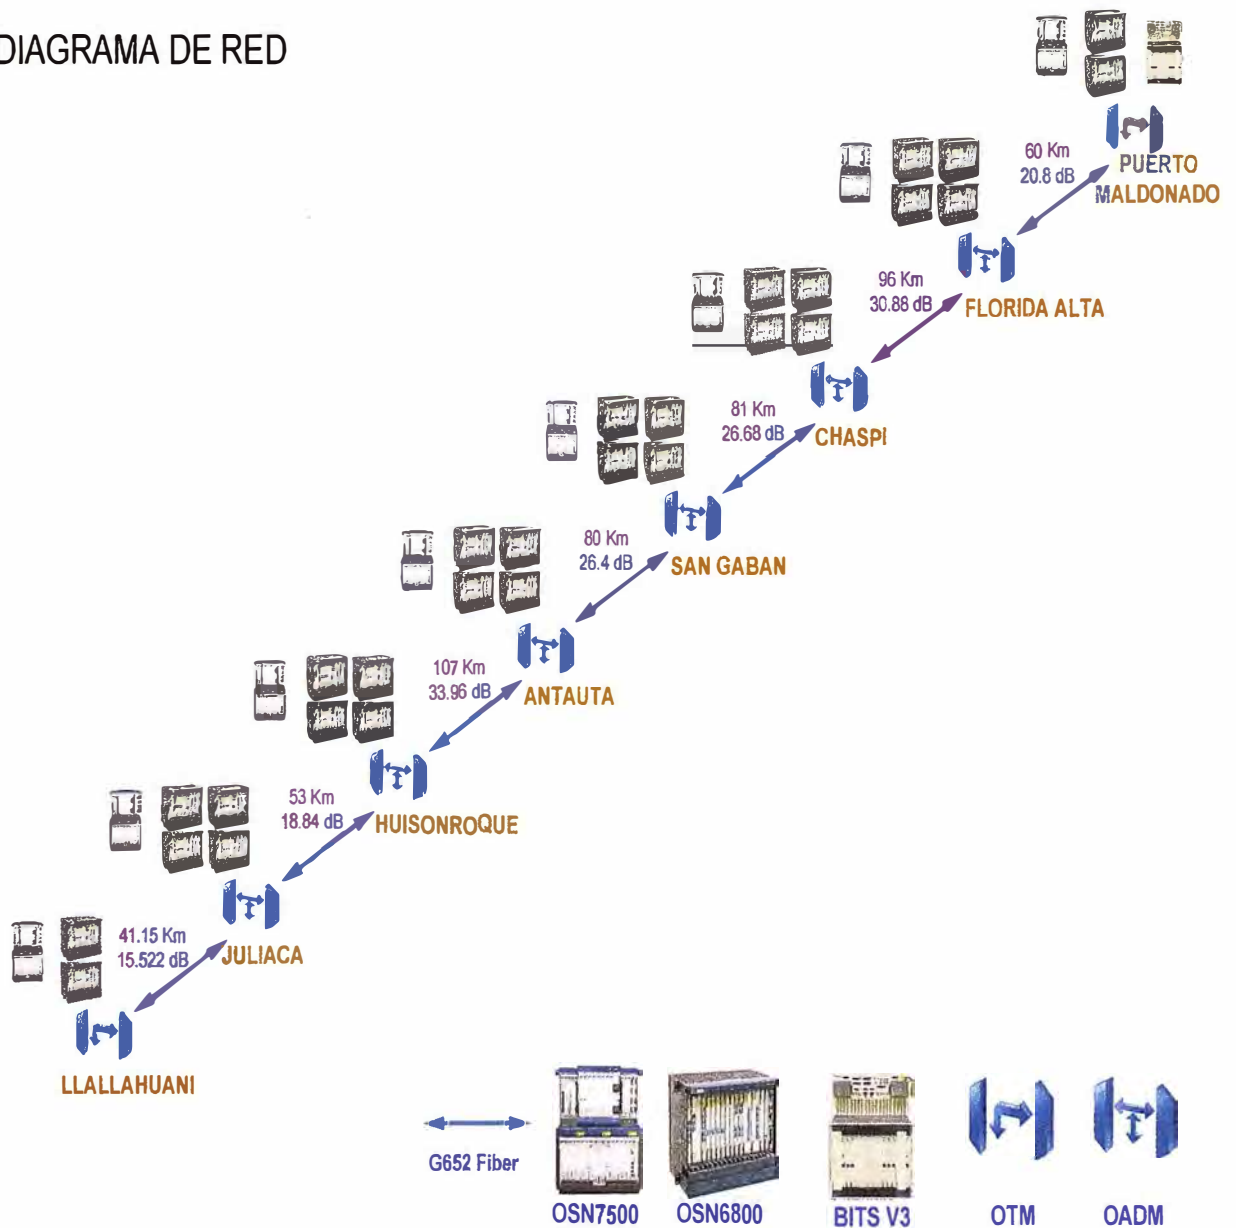 DIAGRAMA DE RED
60 Km
20.8 dB
PUERTO
MALDONADO
96 Km
30.88 dB
FLORIDA ALTA
81 Km
26.68 dB
CHASPI
80 Km
26.4 dB
SAN GABAN
107 Km
33.96 dB
ANTAUTA
53 Km
18.84 dB
HUISONROQUE
41.15 Km
15.522 dB
JULIACA
LLALLAHUANI
G652 Fiber
OSN7500
OSN6800
BITS V3
OTM
OADM